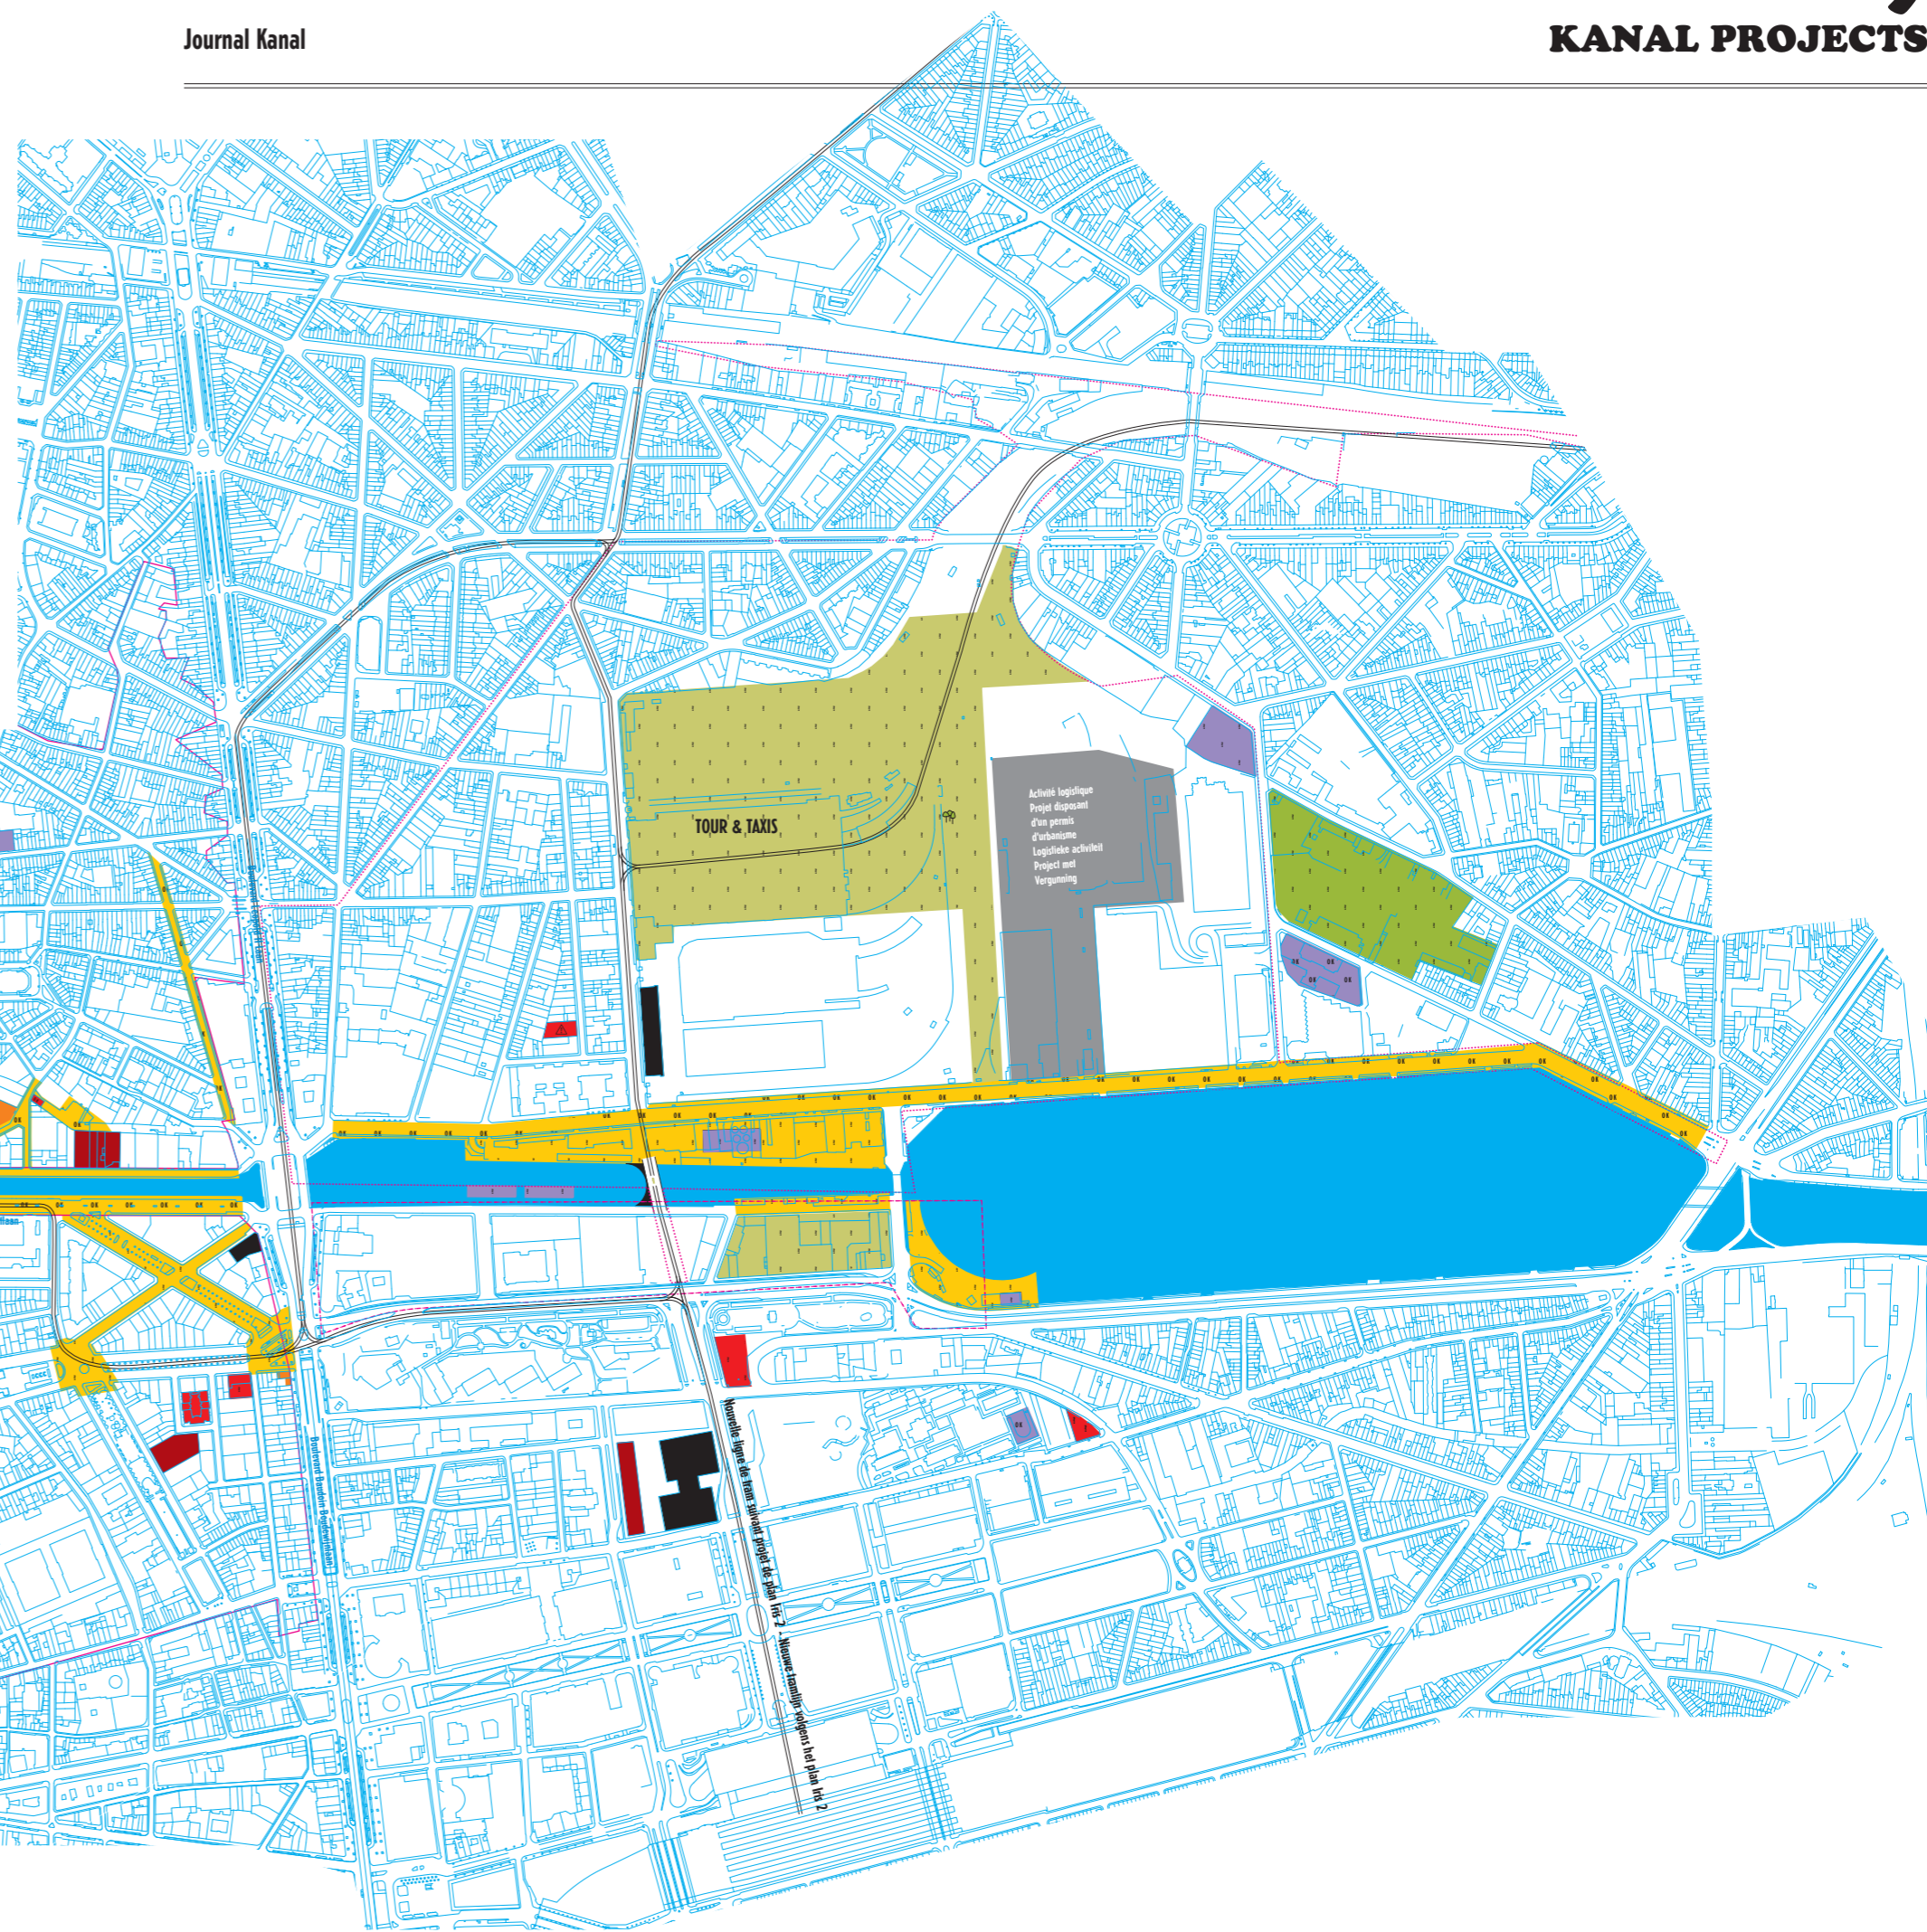 Journal Kanal
KANAL PROJECTS
TOUR & TAXIS
Activité logistique
Projet disposant
d'un permis
d'urbanisme
Logistieke activiteit
Project met
Vergunning
Boulevard Baudoin Boudewijnlaan
Nouvelle ligne de tram suivant projet de plan Iris 2 - Nieuwe tramlijn volgens het plan Iris 2